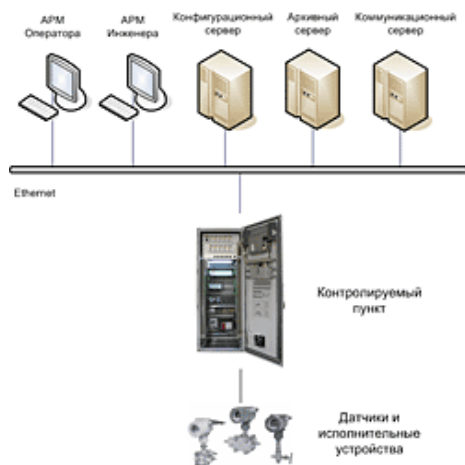 АРМ
Оператора
АРМ
Инженера
Конфигурационный
сервер
Архивный
сервер
Коммуникационный
сервер
Ethernet
Контролируемый
пункт
Датчики и
исполнительные
устройства